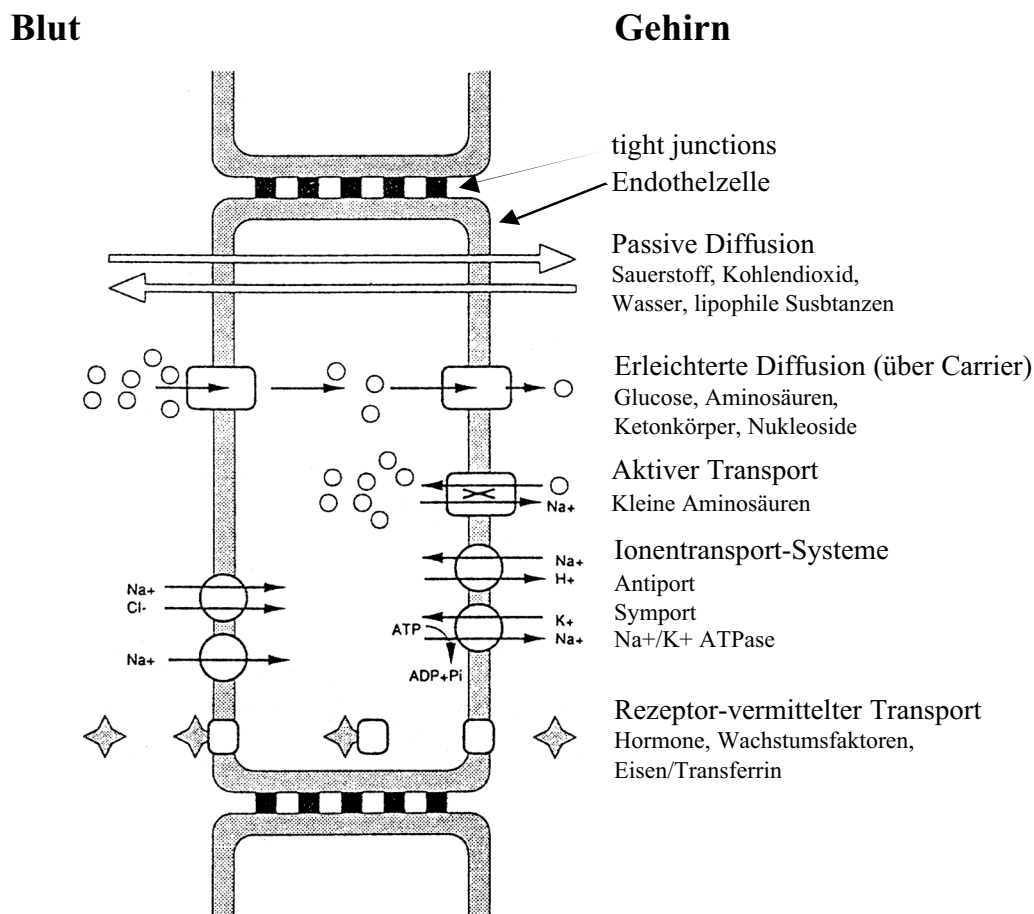 Blut
Gehirn
tight junctions
Endothelzelle
Passive Diffusion
Sauerstoff, Kohlendioxid,
Wasser, lipophile Susbtanzen
Erleichterte Diffusion (über Carrier)
Glucose, Aminosäuren,
Ketonkörper, Nukleoside
Aktiver Transport
Kleine Aminosäuren
Na+
Ionentransport-Systeme
Antiport
Symport
Na+/K+ ATPase
Na+
H+
Na+
Cl-
K+
ATP
Na+
Na+
ADP+Pi
Rezeptor-vermittelter Transport
Hormone, Wachstumsfaktoren,
Eisen/Transferrin